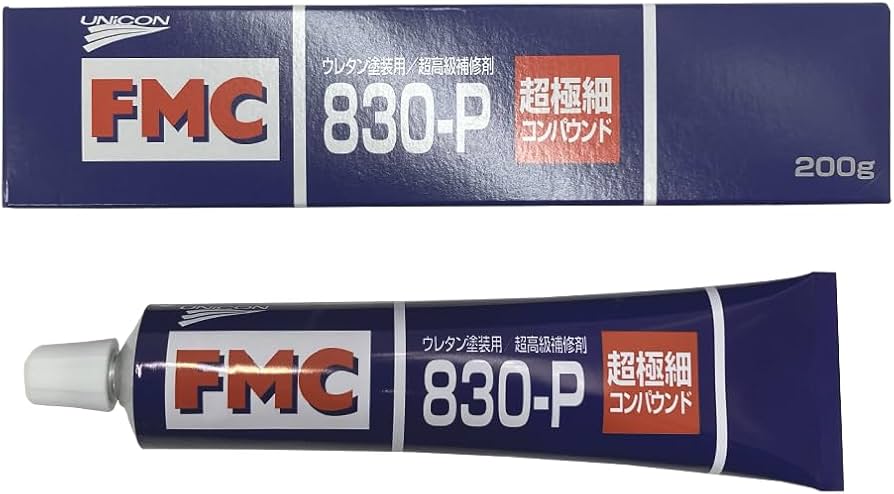 UNiCON
FMC
ウレタン塗装用／超高級補修剤
830-P
超極細
コンパウンド
200g
UNiCON
FMC
ウレタン塗装用／超高級補修剤
830-P
超極細
コンパウンド